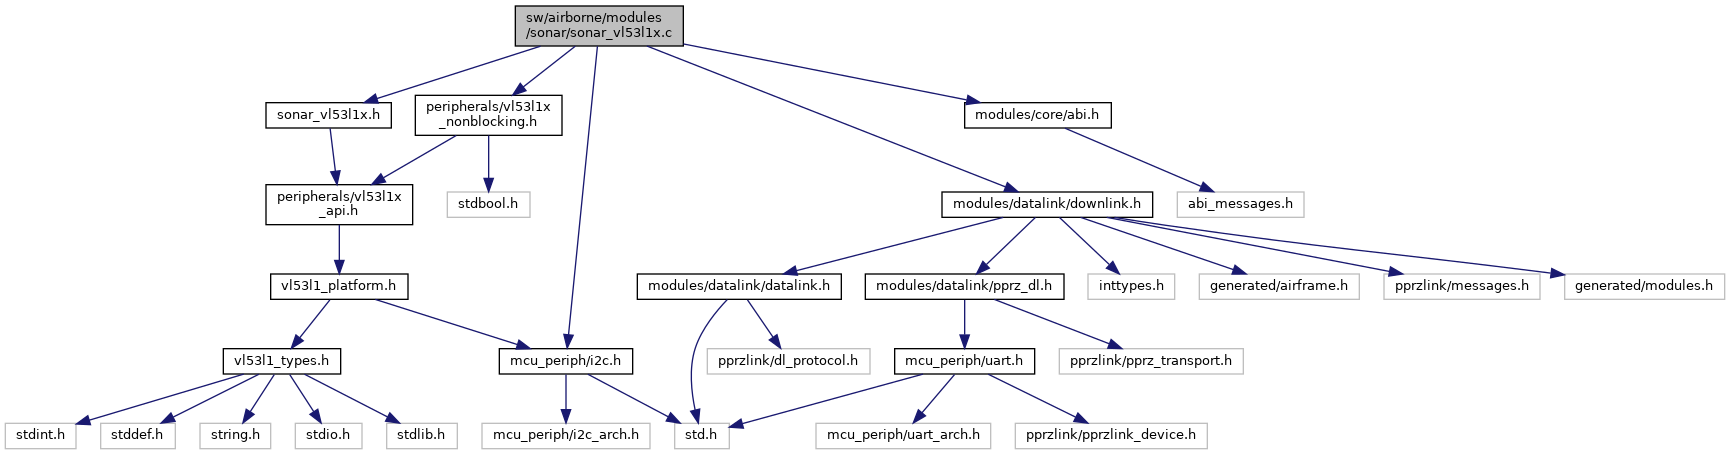 sw/airborne/modules
/sonar/sonar_vl53l1x.c
sonar_vl53l1x.h
peripherals/vl53l1x
_nonblocking.h
modules/core/abi.h
peripherals/vl53l1x
_api.h
stdbool.h
modules/datalink/downlink.h
abi_messages.h
vl53l1_platform.h
modules/datalink/datalink.h
modules/datalink/pprz_dl.h
inttypes.h
generated/airframe.h
pprzlink/messages.h
generated/modules.h
vl53l1_types.h
mcu_periph/i2c.h
pprzlink/dl_protocol.h
mcu_periph/uart.h
pprzlink/pprz_transport.h
stdint.h
stddef.h
string.h
stdio.h
stdlib.h
mcu_periph/i2c_arch.h
std.h
mcu_periph/uart_arch.h
pprzlink/pprzlink_device.h